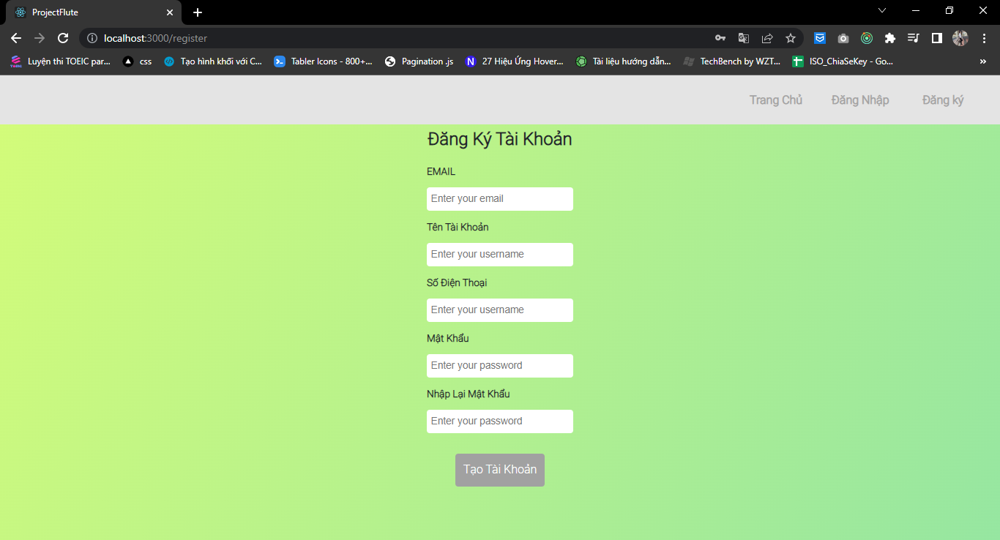 ProjectFlute
localhost:3000/register
Luyện thi TOEIC par... css Tạo hình khối với C... Tabler Icons - 800+... Pagination .js N 27 Hiệu Ứng Hover... Tài liệu hướng dẫn... TechBench by WZT... ISO_ChiaSeKey - Go... »
Trang Chủ Đăng Nhập Đăng ký
Đăng Ký Tài Khoản
EMAIL
Enter your email
Tên Tài Khoản
Enter your username
Số Điện Thoại
Enter your username
Mật Khẩu
Enter your password
Nhập Lại Mật Khẩu
Enter your password
Tạo Tài Khoản